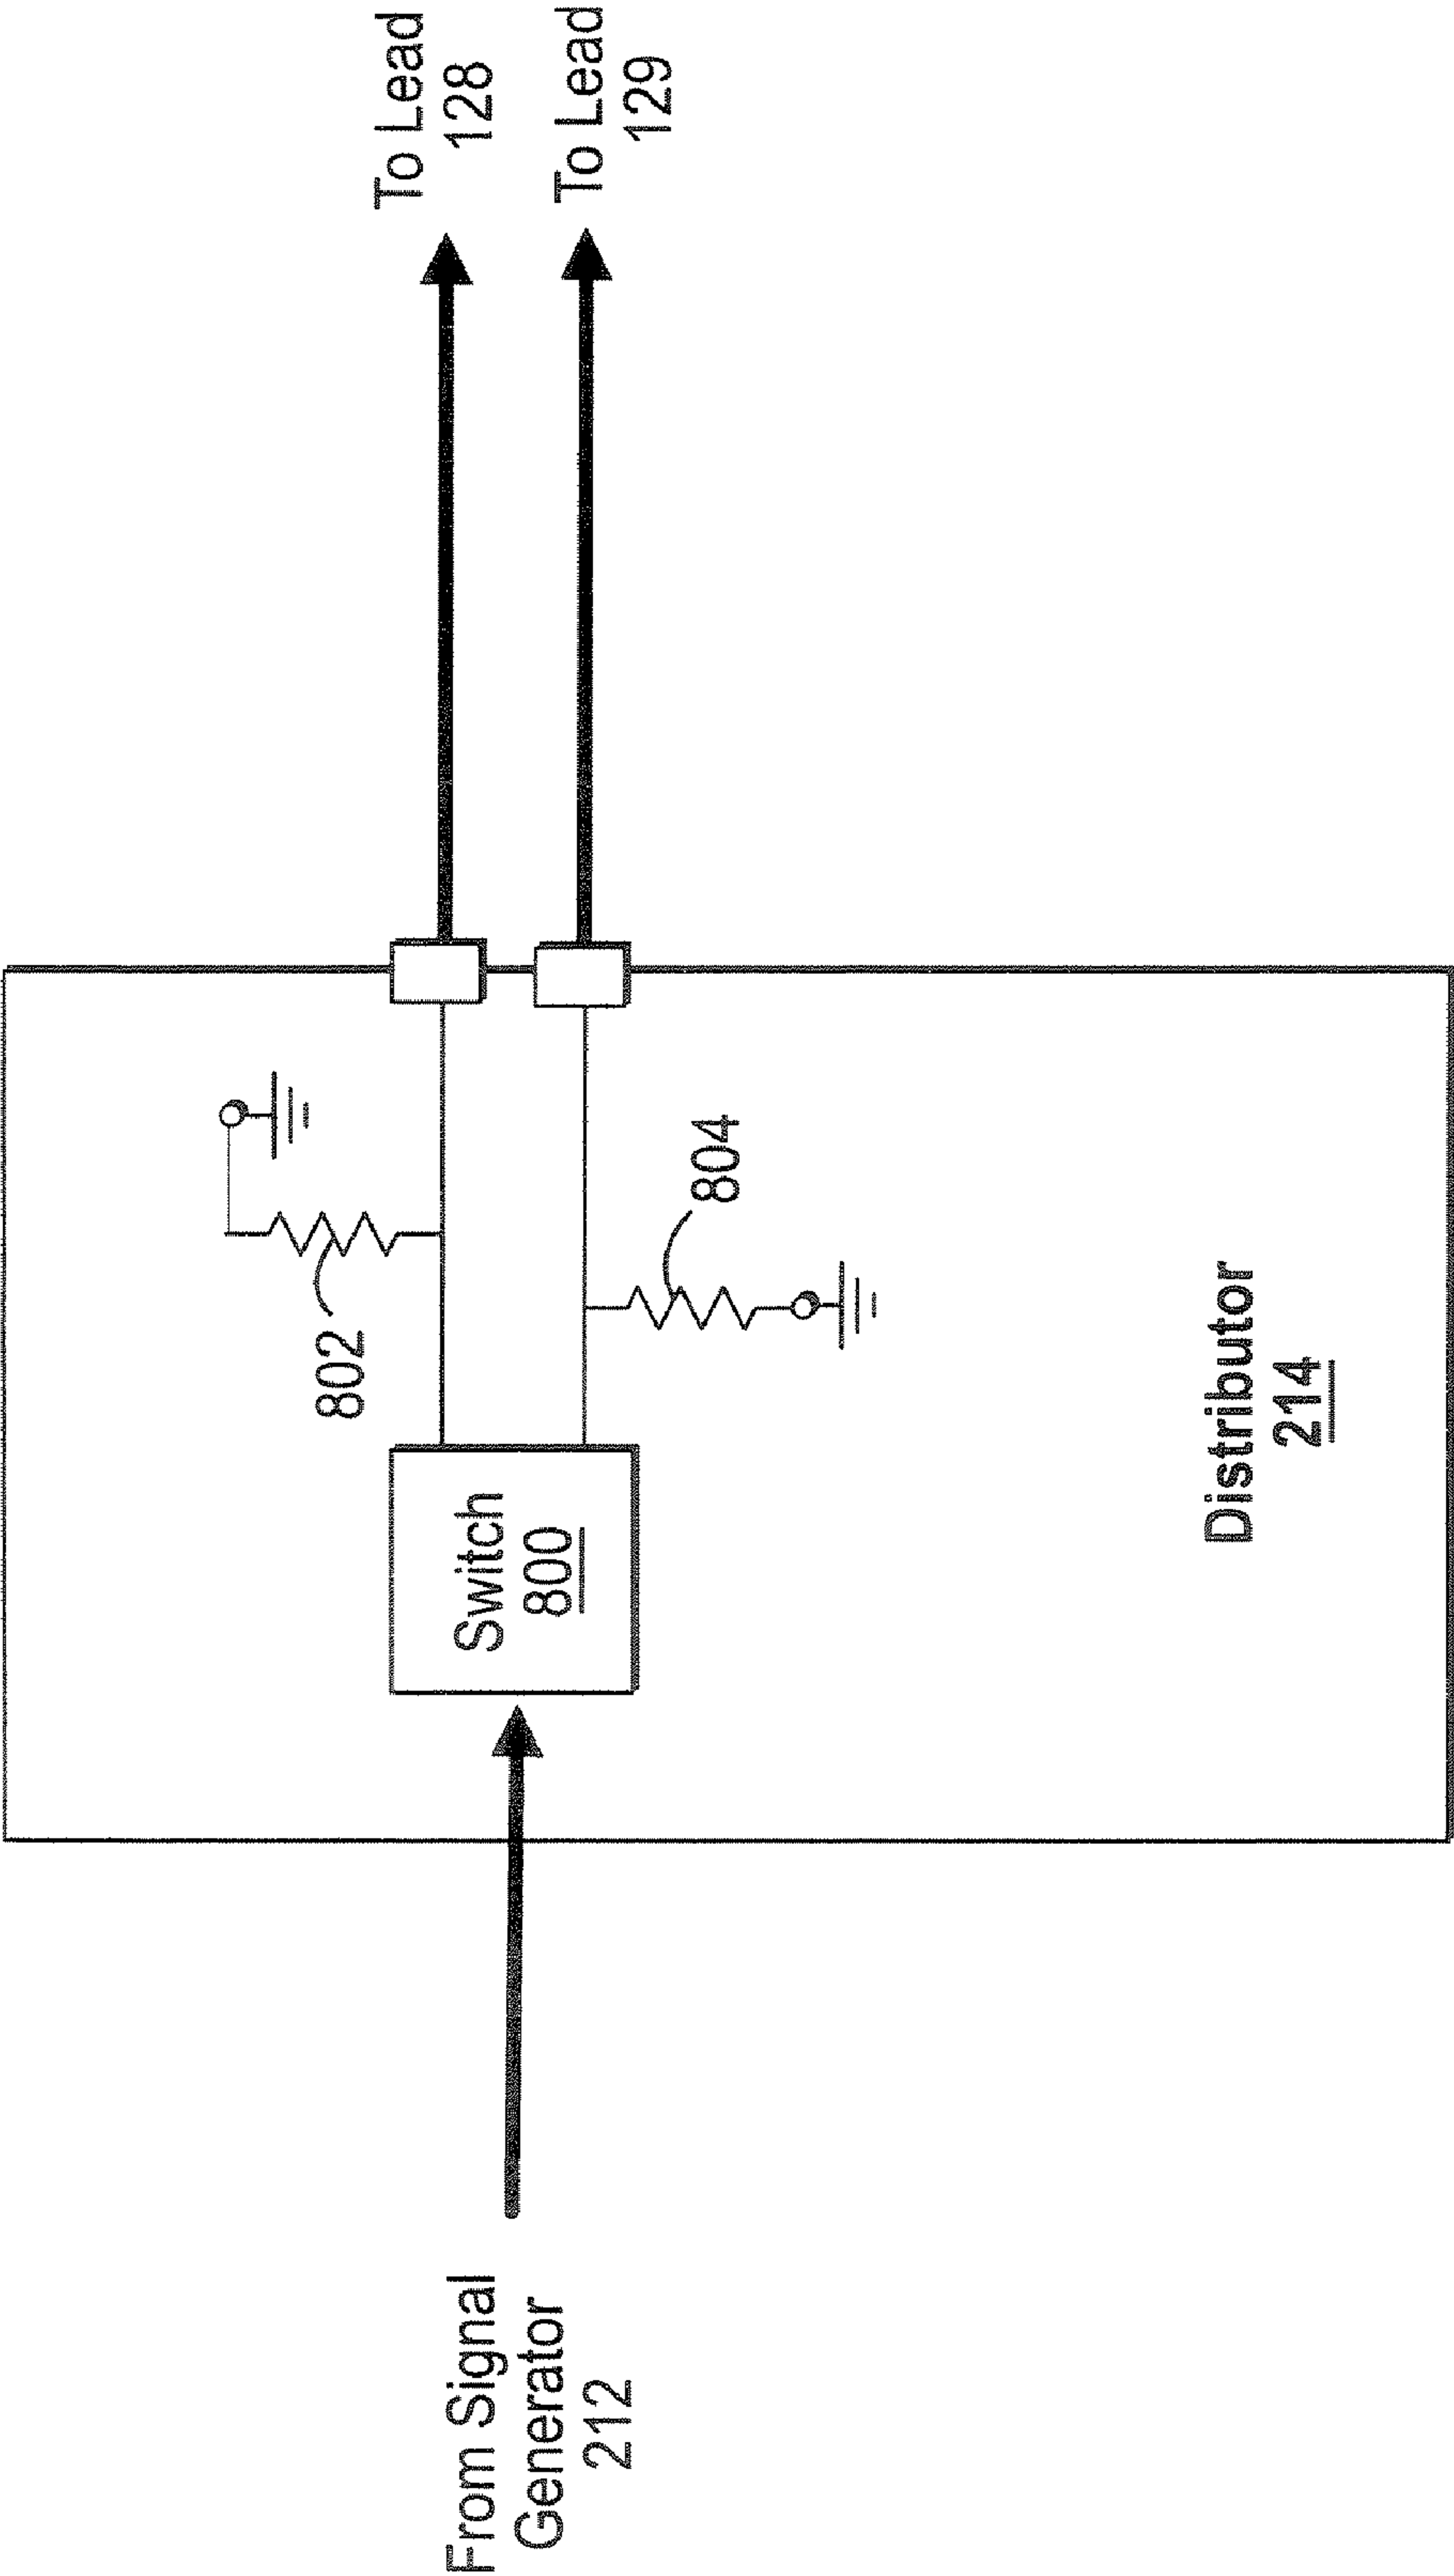 From Signal
Generator
212
Switch
800
802
804
Distributor
214
To Lead
128
To Lead
129